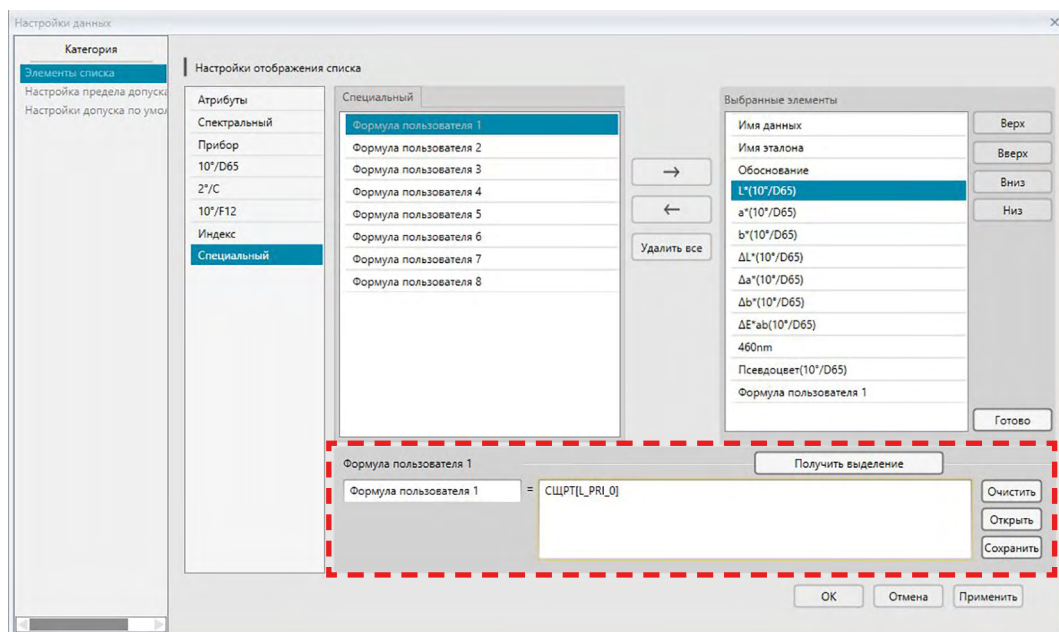 Настройки данных
Категория
Элементы списка
Настройка предела допуска
Настройки допуска по умол
Настройки отображения списка
Атрибуты
Спектральный
Прибор
10°/D65
2°/C
10°/F12
Индекс
Специальный
Специальный
Формула пользователя 1
Формула пользователя 2
Формула пользователя 3
Формула пользователя 4
Формула пользователя 5
Формула пользователя 6
Формула пользователя 7
Формула пользователя 8
→
←
Удалить все
Выбранные элементы
Имя данных
Имя эталона
Обоснование
L*(10°/D65)
a*(10°/D65)
b*(10°/D65)
ΔL*(10°/D65)
Δa*(10°/D65)
Δb*(10°/D65)
ΔE*ab(10°/D65)
460nm
Псевдоцвет(10°/D65)
Формула пользователя 1
Верх
Вверх
Вниз
Низ
Готово
Формула пользователя 1
Получить выделение
Формула пользователя 1 = СЩРТ[L_PRI_0]
Очистить
Открыть
Сохранить
OK Отмена Применить